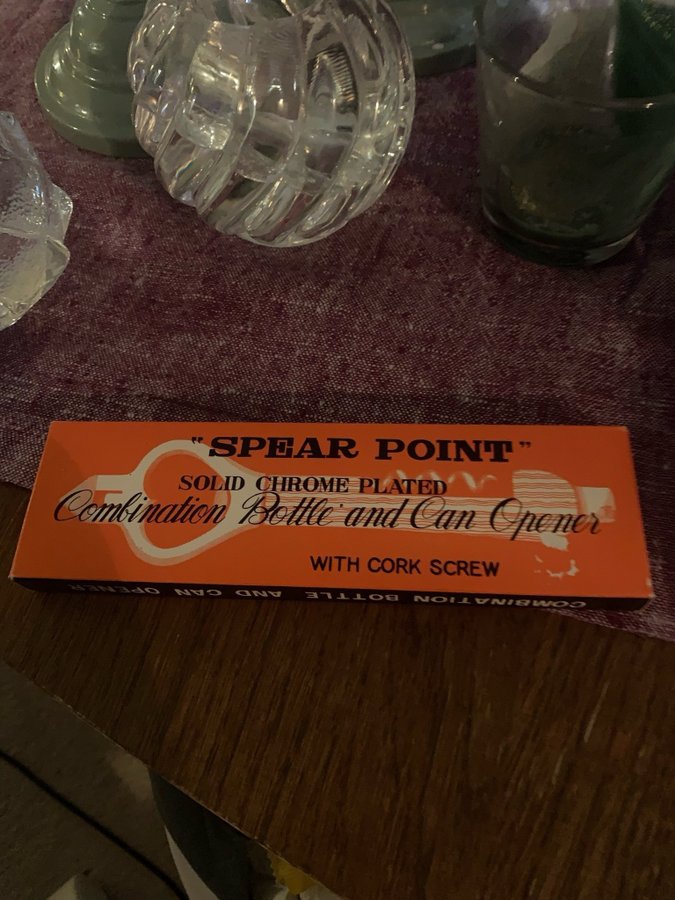 "SPEAR POINT"
SOLID CHROME PLATED
Combination Bottle and Can Opener
WITH CORK SCREW
COMBINATION BOTTLE AND CAN OPENER